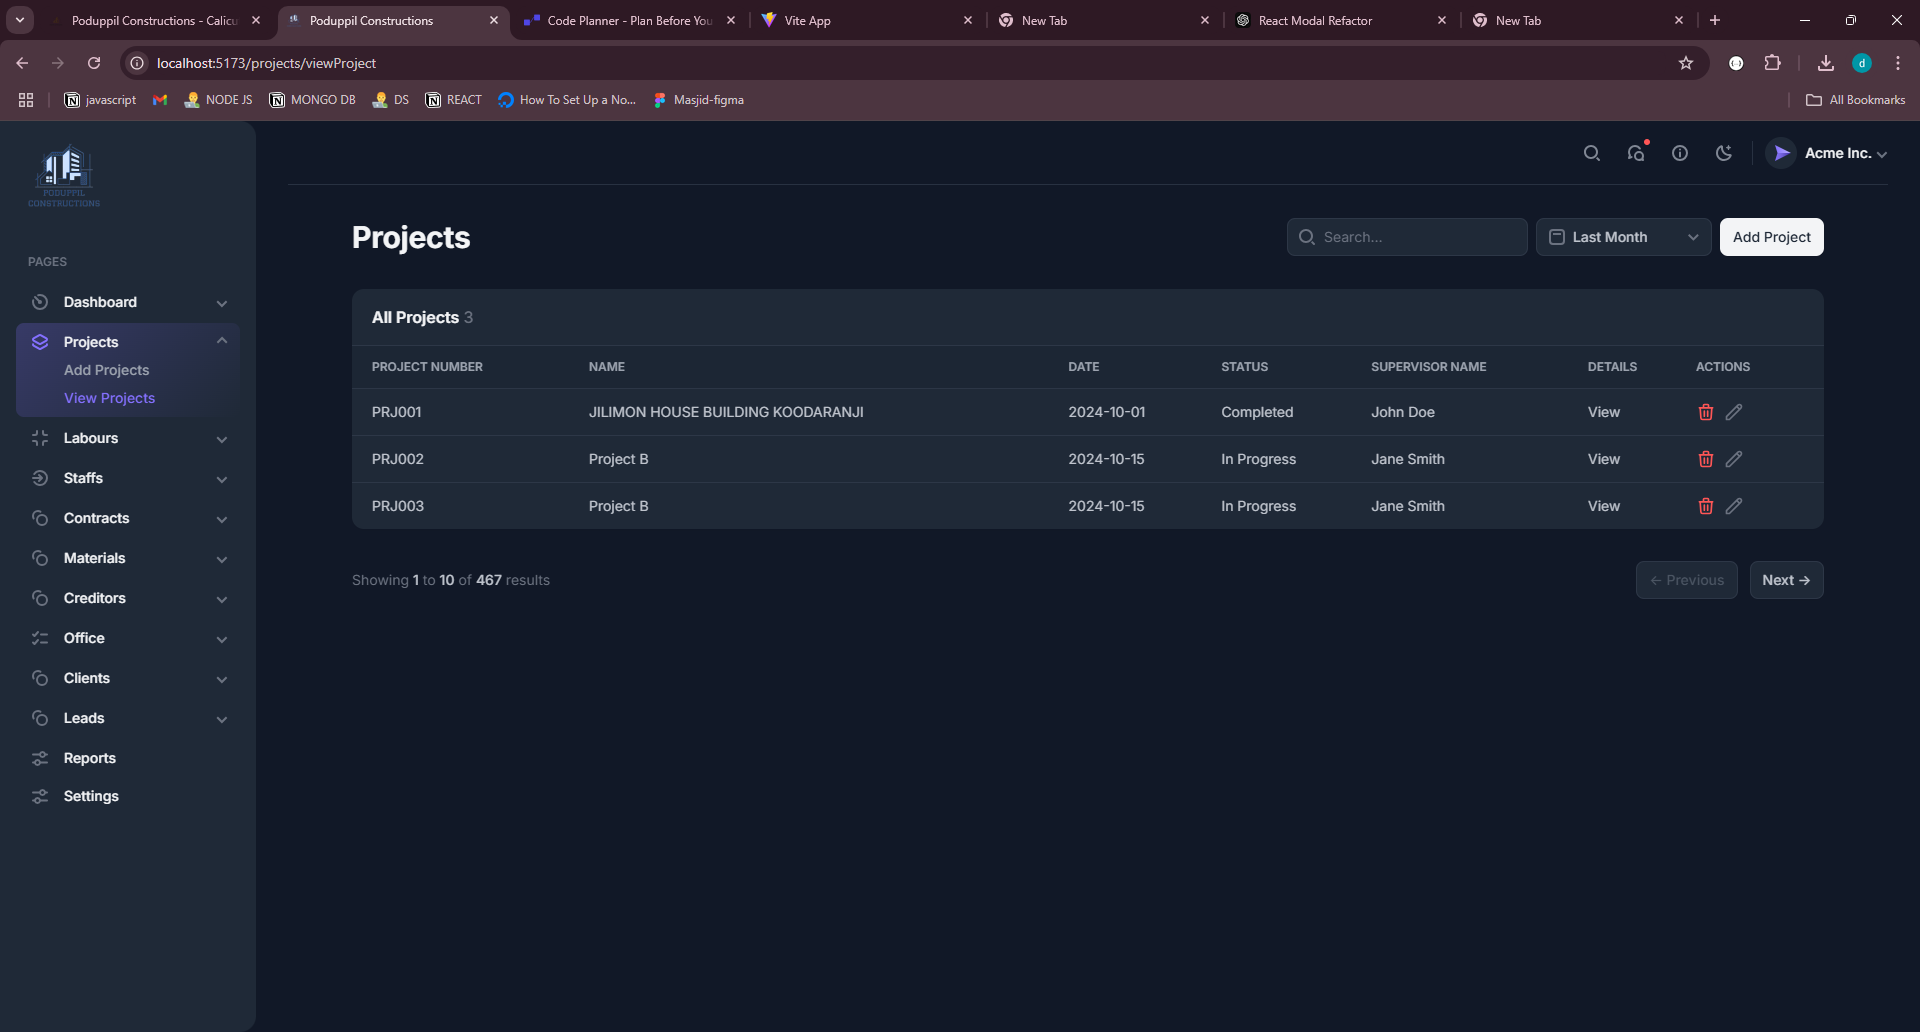 Poduppil Constructions - Calicu
Poduppil Constructions
Code Planner - Plan Before You
Vite App
New Tab
React Modal Refactor
New Tab
localhost:5173/projects/viewProject
d
javascript
NODE JS
MONGO DB
DS
REACT
How To Set Up a No...
Masjid-figma
All Bookmarks
PODUPPIL
CONSTRUCTIONS
Acme Inc.
Projects
Search...
Last Month
Add Project
PAGES
Dashboard
Projects
Add Projects
View Projects
Labours
Staffs
Contracts
Materials
Creditors
Office
Clients
Leads
Reports
Settings
All Projects 3
PROJECT NUMBER NAME DATE STATUS SUPERVISOR NAME DETAILS ACTIONS
PRJ001 JILIMON HOUSE BUILDING KOODARANJI 2024-10-01 Completed John Doe View
PRJ002 Project B 2024-10-15 In Progress Jane Smith View
PRJ003 Project B 2024-10-15 In Progress Jane Smith View
Showing 1 to 10 of 467 results
← Previous
Next →